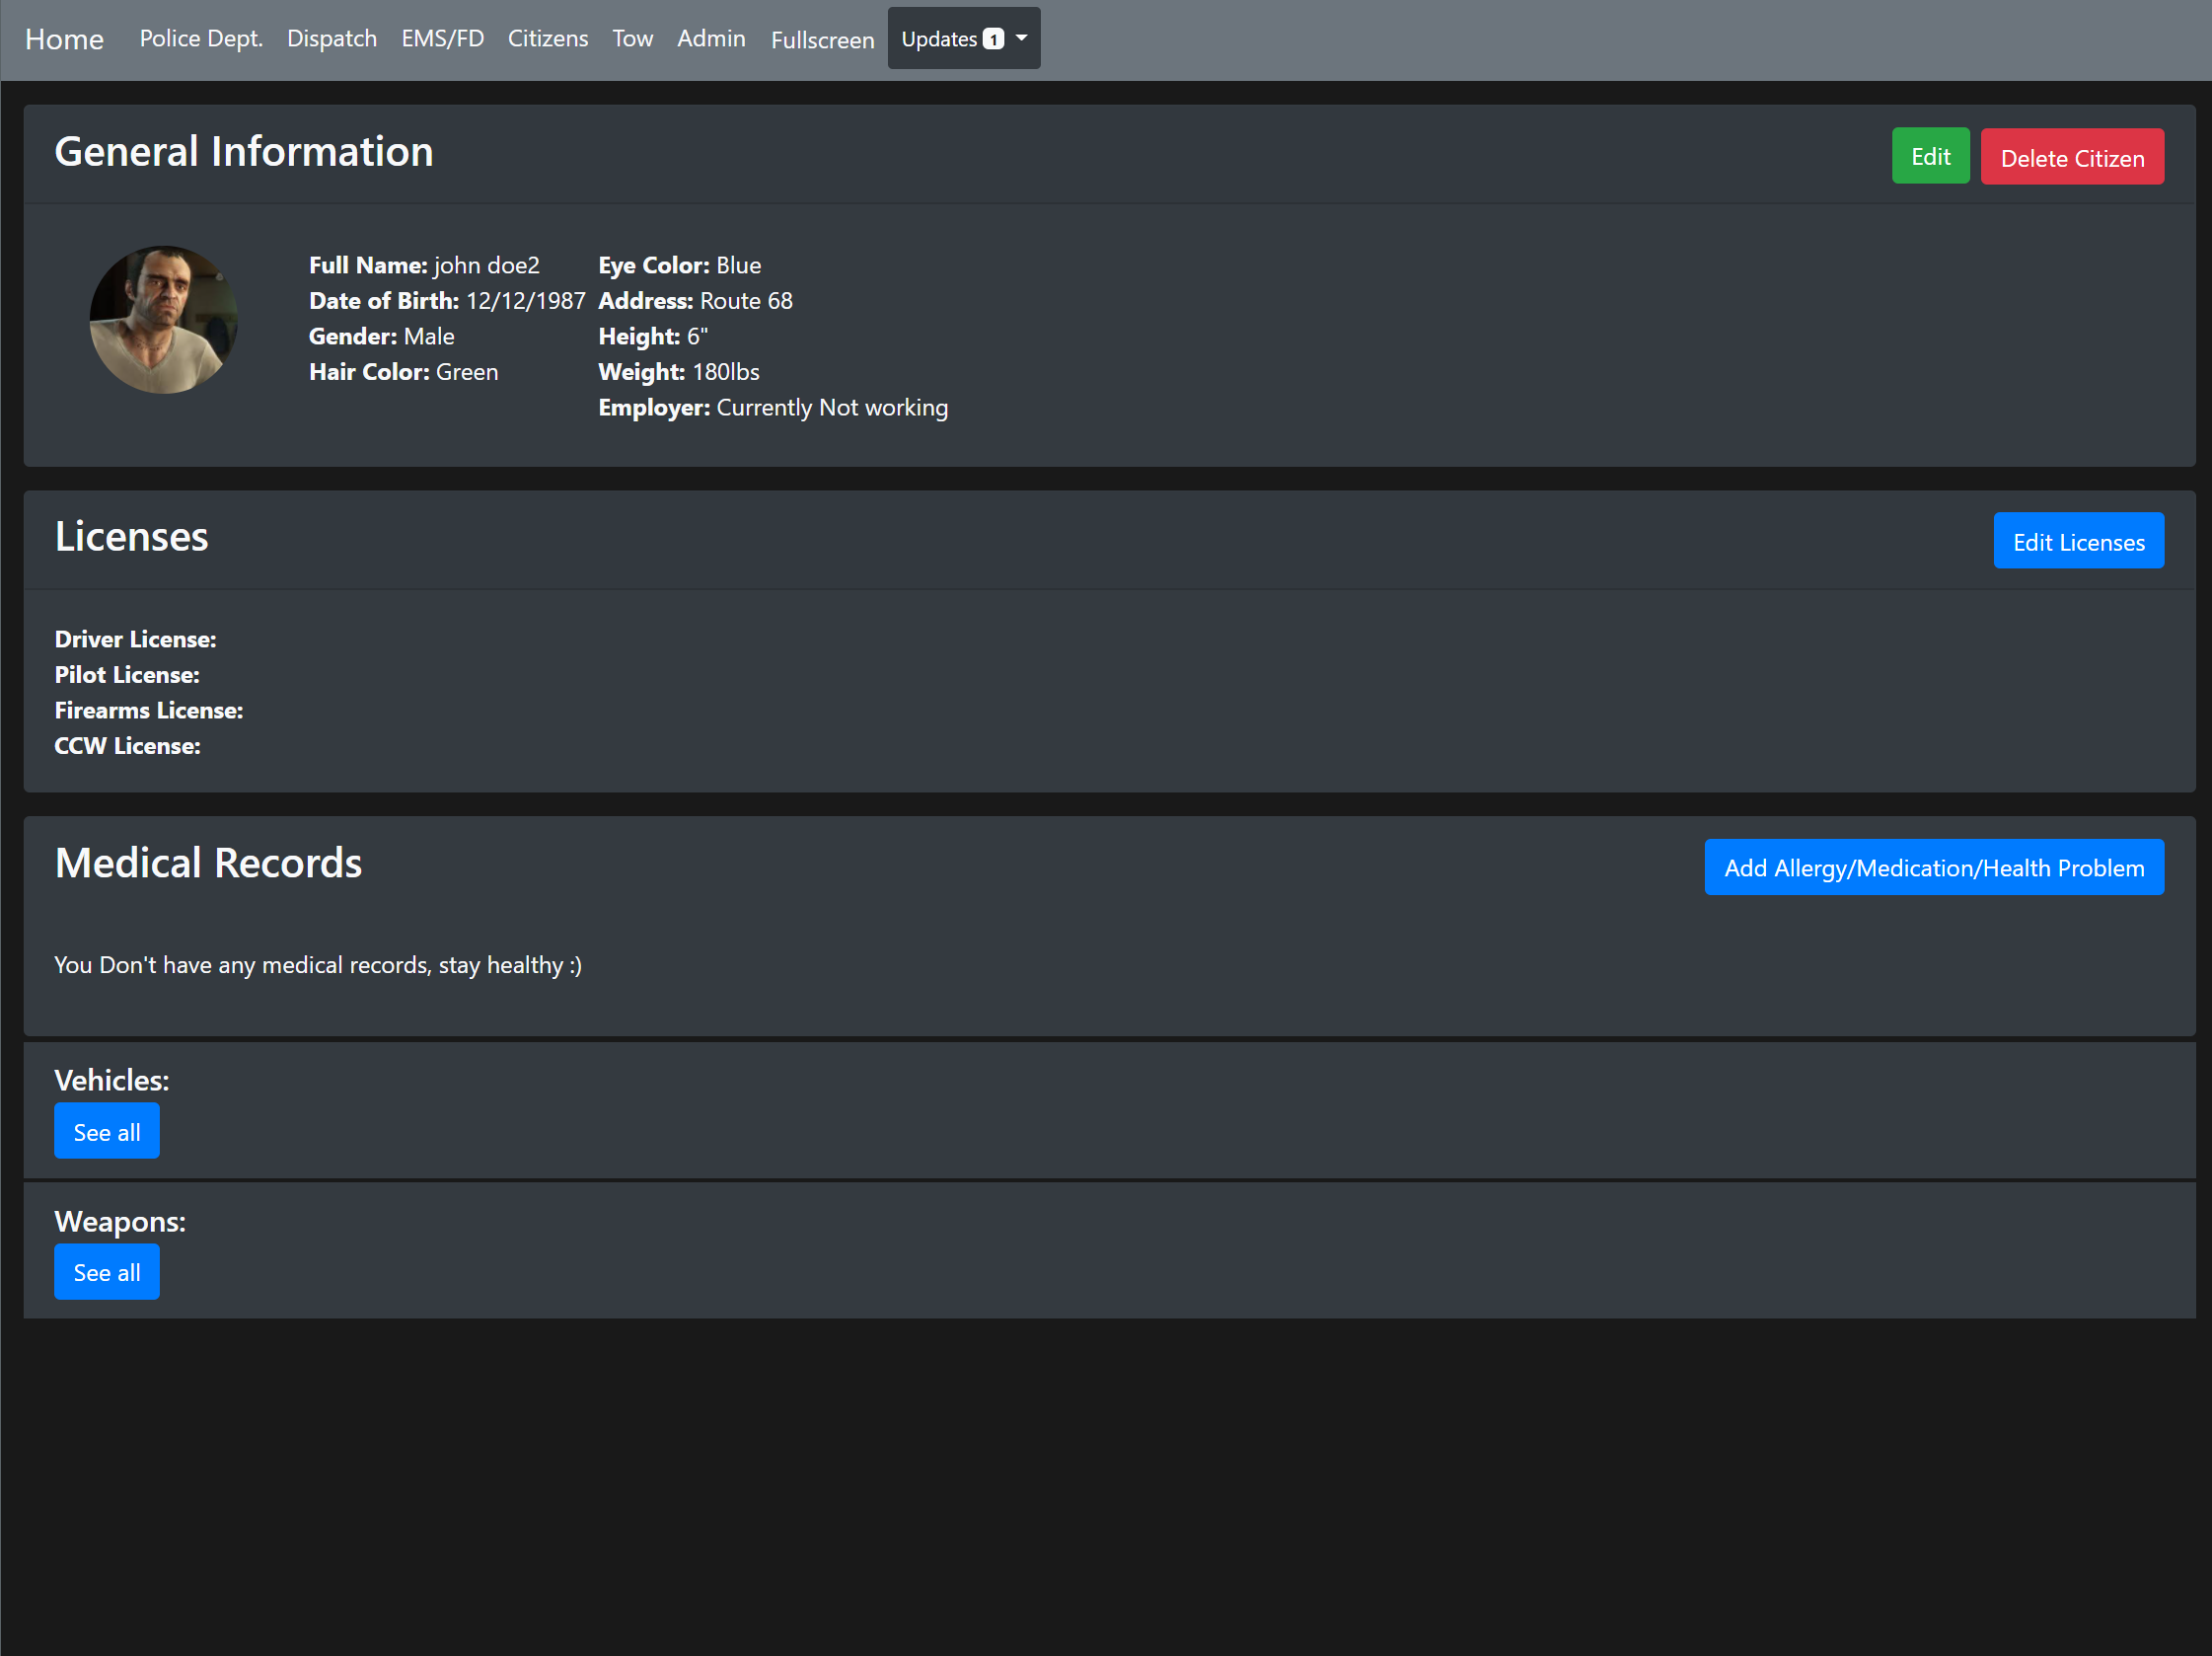 Home Police Dept. Dispatch EMS/FD Citizens Tow Admin Fullscreen Updates 1
General Information Edit Delete Citizen
Full Name: john doe2 Eye Color: Blue
Date of Birth: 12/12/1987 Address: Route 68
Gender: Male Height: 6"
Hair Color: Green Weight: 180lbs
Employer: Currently Not working
Licenses Edit Licenses
Driver License:
Pilot License:
Firearms License:
CCW License:
Medical Records Add Allergy/Medication/Health Problem
You Don't have any medical records, stay healthy :)
Vehicles:
See all
Weapons:
See all